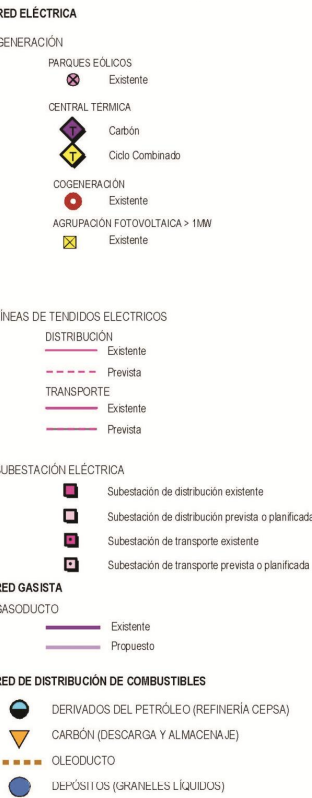 RED ELÉCTRICA
GENERACIÓN
PARQUES EÓLICOS
Existente
CENTRAL TÉRMICA
T Carbón
T Ciclo Combinado
COGENERACIÓN
Existente
AGRUPACIÓN FOTOVOLTAICA > 1MW
Existente
ÍNEAS DE TENDIDOS ELECTRICOS
DISTRIBUCIÓN
Existente
Prevista
TRANSPORTE
Existente
Prevista
SUBESTACIÓN ELÉCTRICA
Subestación de distribución existente
Subestación de distribución prevista o planificada
Subestación de transporte existente
Subestación de transporte prevista o planificada
RED GASISTA
GASODUCTO
Existente
Propuesto
RED DE DISTRIBUCIÓN DE COMBUSTIBLES
DERIVADOS DEL PETRÓLEO (REFINERÍA CEPSA)
CARBÓN (DESCARGA Y ALMACENAJE)
OLEODUCTO
DEPÓSITOS (GRANELES LÍQUIDOS)